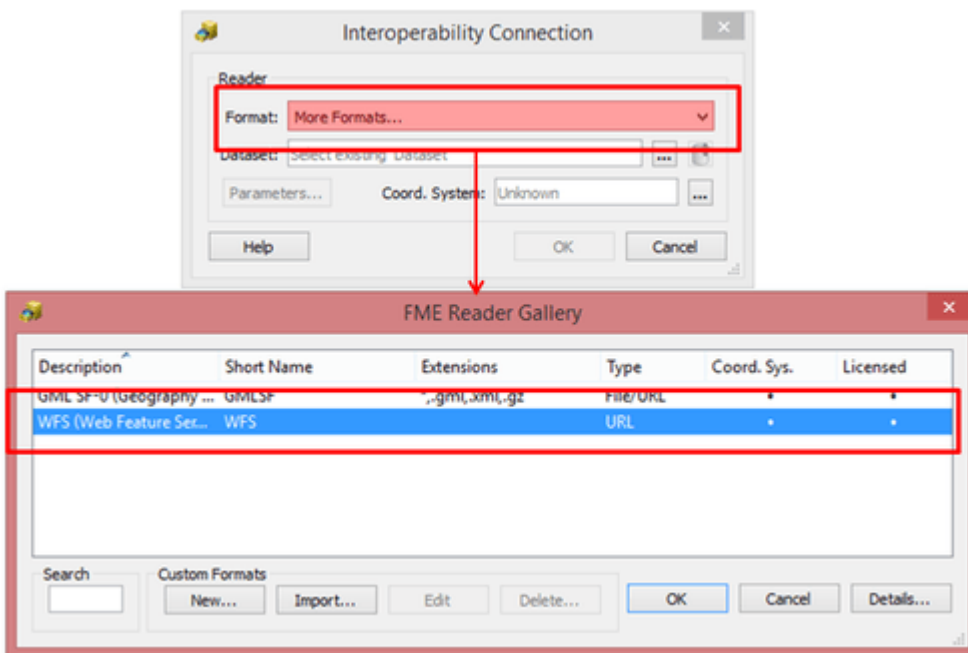 Interoperability Connection
Reader
Format: More Formats...
Dataset: Select existing 'Dataset'
...
Parameters... Coord. System: Unknown ...
Help OK Cancel
FME Reader Gallery
Description Short Name Extensions Type Coord. Sys. Licensed
GML SF-0 (Geography ... GMLSF *,.gml,.xml,.gz File/URL • •
WFS (Web Feature Ser... WFS URL • •
Search Custom Formats
New... Import... Edit Delete... OK Cancel Details...